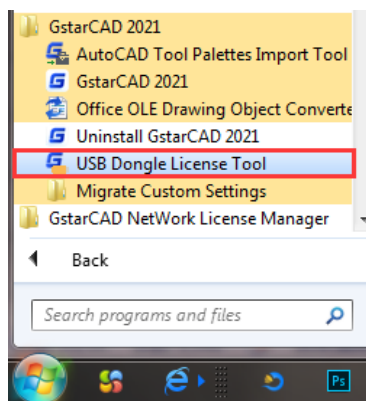 GstarCAD 2021
AutoCAD Tool Palettes Import Tool
GstarCAD 2021
Office OLE Drawing Object Converte
Uninstall GstarCAD 2021
USB Dongle License Tool
Migrate Custom Settings
GstarCAD NetWork License Manager
Back
Search programs and files
Ps